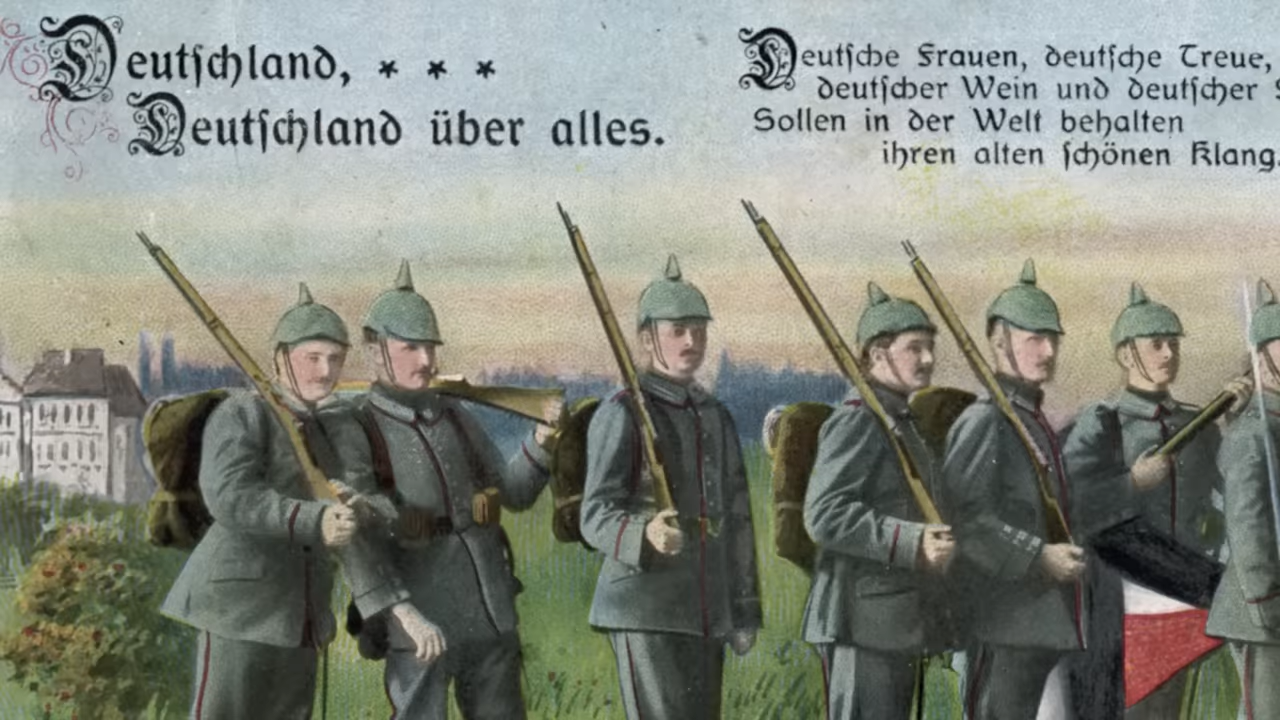 Deutſchland, * * *
Deutſchland über alles.
Deutſche Frauen, deutſche Treue,
deutſcher Wein und deutſcher
Sollen in der Welt behalten
ihren alten ſchönen Klang.